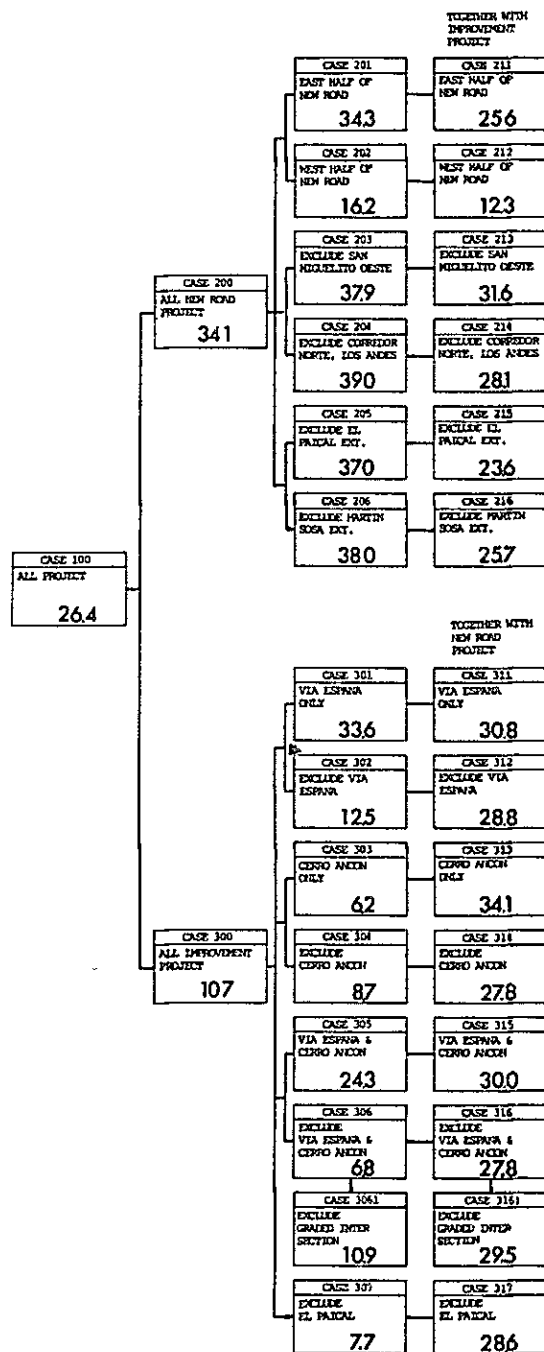 TOGETHER WITH
IMPROVEMENT
PROJECT
CASE 201
EAST HALF OF
NEW ROAD
34.3
CASE 211
EAST HALF OF
NEW ROAD
25.6
CASE 202
WEST HALF OF
NEW ROAD
16.2
CASE 212
WEST HALF OF
NEW ROAD
12.3
CASE 203
EXCLUDE SAN
MIGUELITO OESTE
37.9
CASE 213
EXCLUDE SAN
MIGUELITO OESTE
31.6
CASE 200
ALL NEW ROAD
PROJECT
34.1
CASE 204
EXCLUDE CORRIDOR
NORTE, LOS ANDES
39.0
CASE 214
EXCLUDE CORRIDOR
NORTE, LOS ANDES
28.1
CASE 205
EXCLUDE EL
PAICAL EXT.
37.0
CASE 215
EXCLUDE EL
PAICAL EXT.
23.6
CASE 206
EXCLUDE MARTIN
SOSA EXT.
38.0
CASE 216
EXCLUDE MARTIN
SOSA EXT.
25.7
CASE 100
ALL PROJECT
26.4
TOGETHER WITH
NEW ROAD
PROJECT
CASE 301
VIA ESPANA
ONLY
33.6
CASE 311
VIA ESPANA
ONLY
30.8
CASE 302
EXCLUDE VIA
ESPANA
12.5
CASE 312
EXCLUDE VIA
ESPANA
28.8
CASE 303
CERRO ANCON
ONLY
6.2
CASE 313
CERRO ANCON
ONLY
34.1
CASE 300
ALL IMPROVEMENT
PROJECT
10.7
CASE 304
EXCLUDE
CERRO ANCON
8.7
CASE 314
EXCLUDE
CERRO ANCON
27.8
CASE 305
VIA ESPANA &
CERRO ANCON
24.3
CASE 315
VIA ESPANA &
CERRO ANCON
30.0
CASE 306
EXCLUDE
VIA ESPANA &
CERRO ANCON
6.8
CASE 316
EXCLUDE
VIA ESPANA &
CERRO ANCON
27.8
CASE 3061
EXCLUDE
GRADED INTER
SECTION
10.9
CASE 3161
EXCLUDE
GRADED INTER
SECTION
29.5
CASE 307
EXCLUDE
EL PAICAL
7.7
CASE 317
EXCLUDE
EL PAICAL
28.6